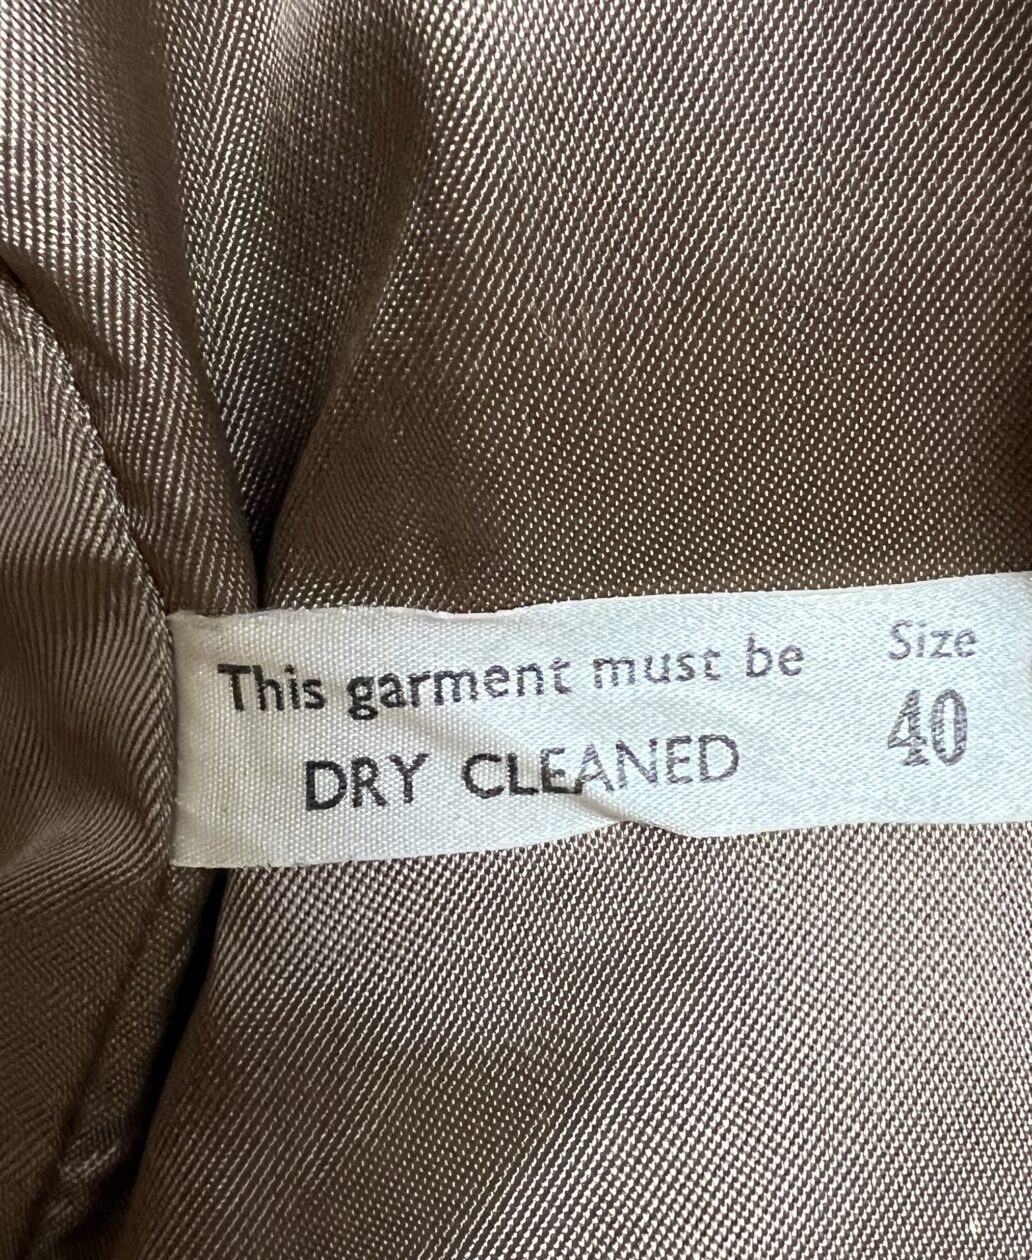 This garment must be
DRY CLEANED
Size
40